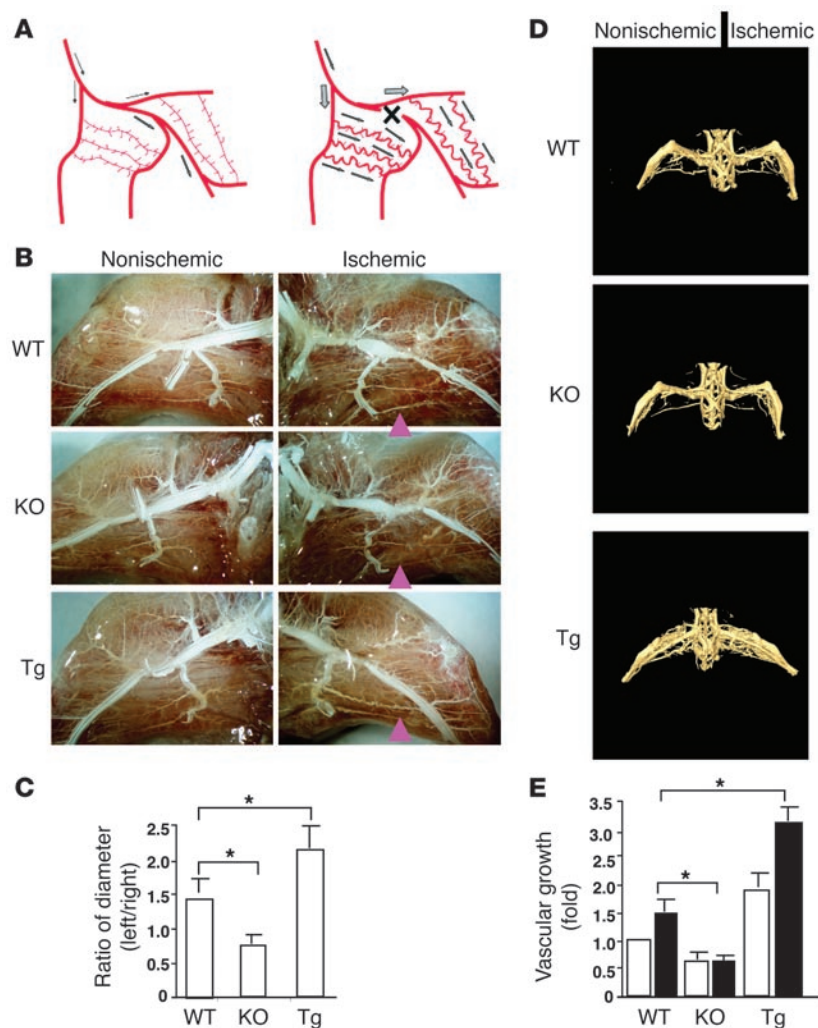 A
B
Nonischemic Ischemic
WT
KO
Tg
C
Ratio of diameter
(left/right)
2.5
2.0
1.5
1.0
0.5
0
*
*
WT KO Tg
D
Nonischemic Ischemic
WT
KO
Tg
E
Vascular growth
(fold)
3.5
3.0
2.5
2.0
1.5
1.0
0.5
0
*
*
WT KO Tg